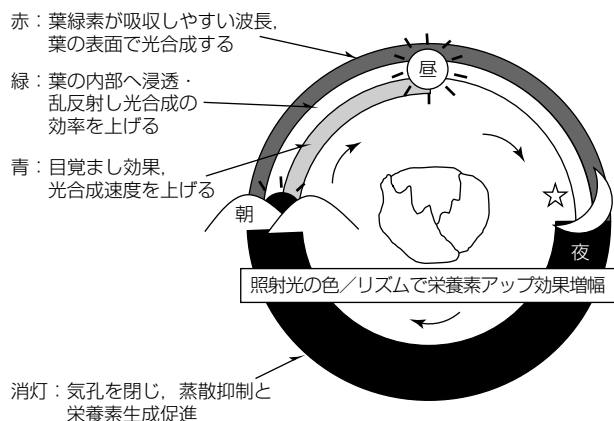 赤：葉緑素が吸収しやすい波長，
葉の表面で光合成する
緑：葉の内部へ浸透・
乱反射し光合成の
効率を上げる
青：目覚まし効果，
光合成速度を上げる
昼
朝
夜
照射光の色／リズムで栄養素アップ効果増幅
消灯：気孔を閉じ，蒸散抑制と
栄養素生成促進